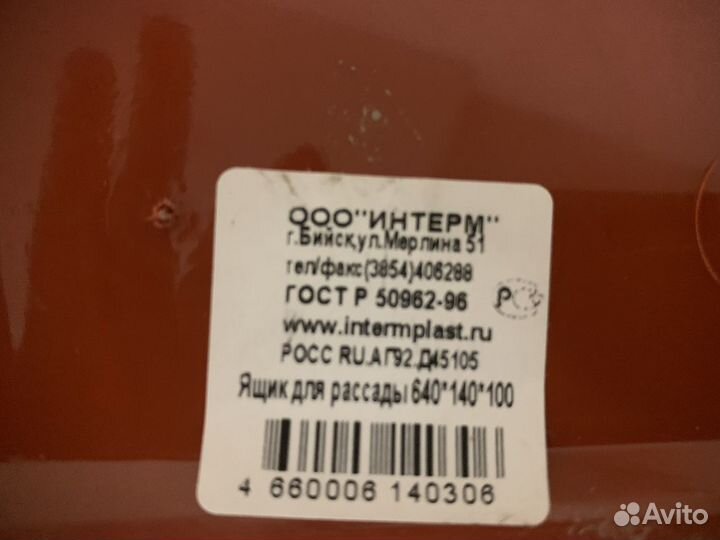 ООО"ИНТЕРМ"
г.Бийск,ул.Мерлина 51
тел/факс(3854)406288
ГОСТ Р 50962-96
РС
www.intermplast.ru
РОСС RU.АГ92.Д45105
Ящик для рассады 640*140*100
4 660006 140306
Avito